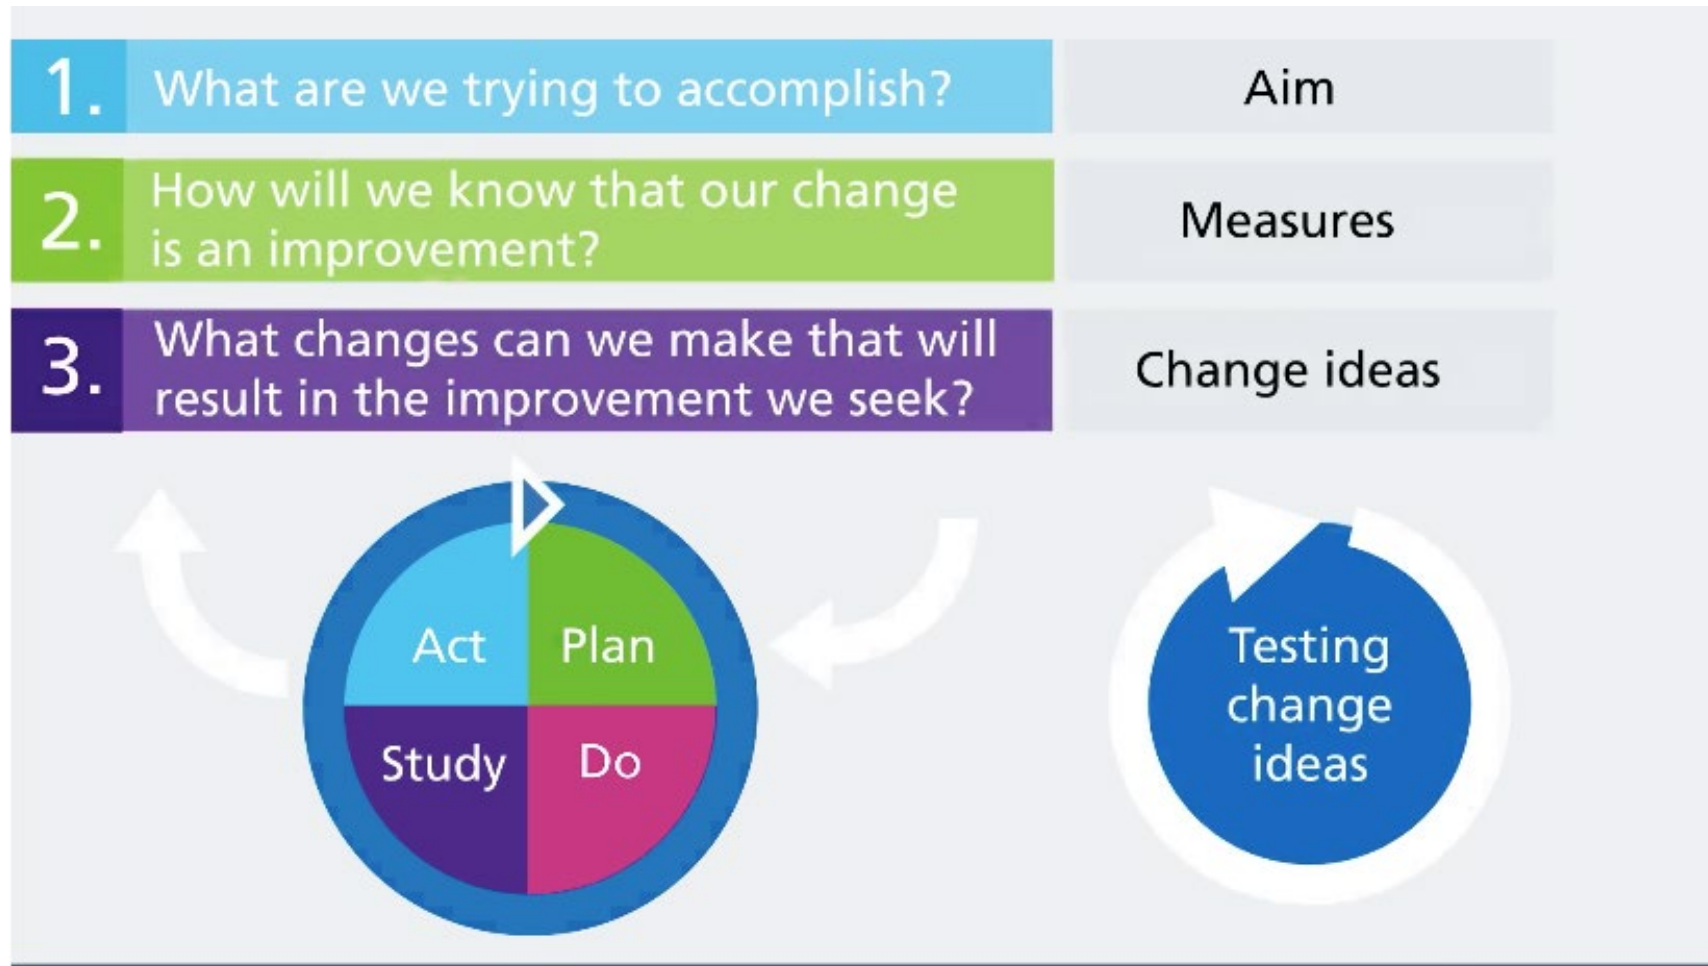 1. What are we trying to accomplish? Aim
2. How will we know that our change
is an improvement?
Measures
3. What changes can we make that will
result in the improvement we seek?
Change ideas
Act Plan
Study Do
Testing
change
ideas